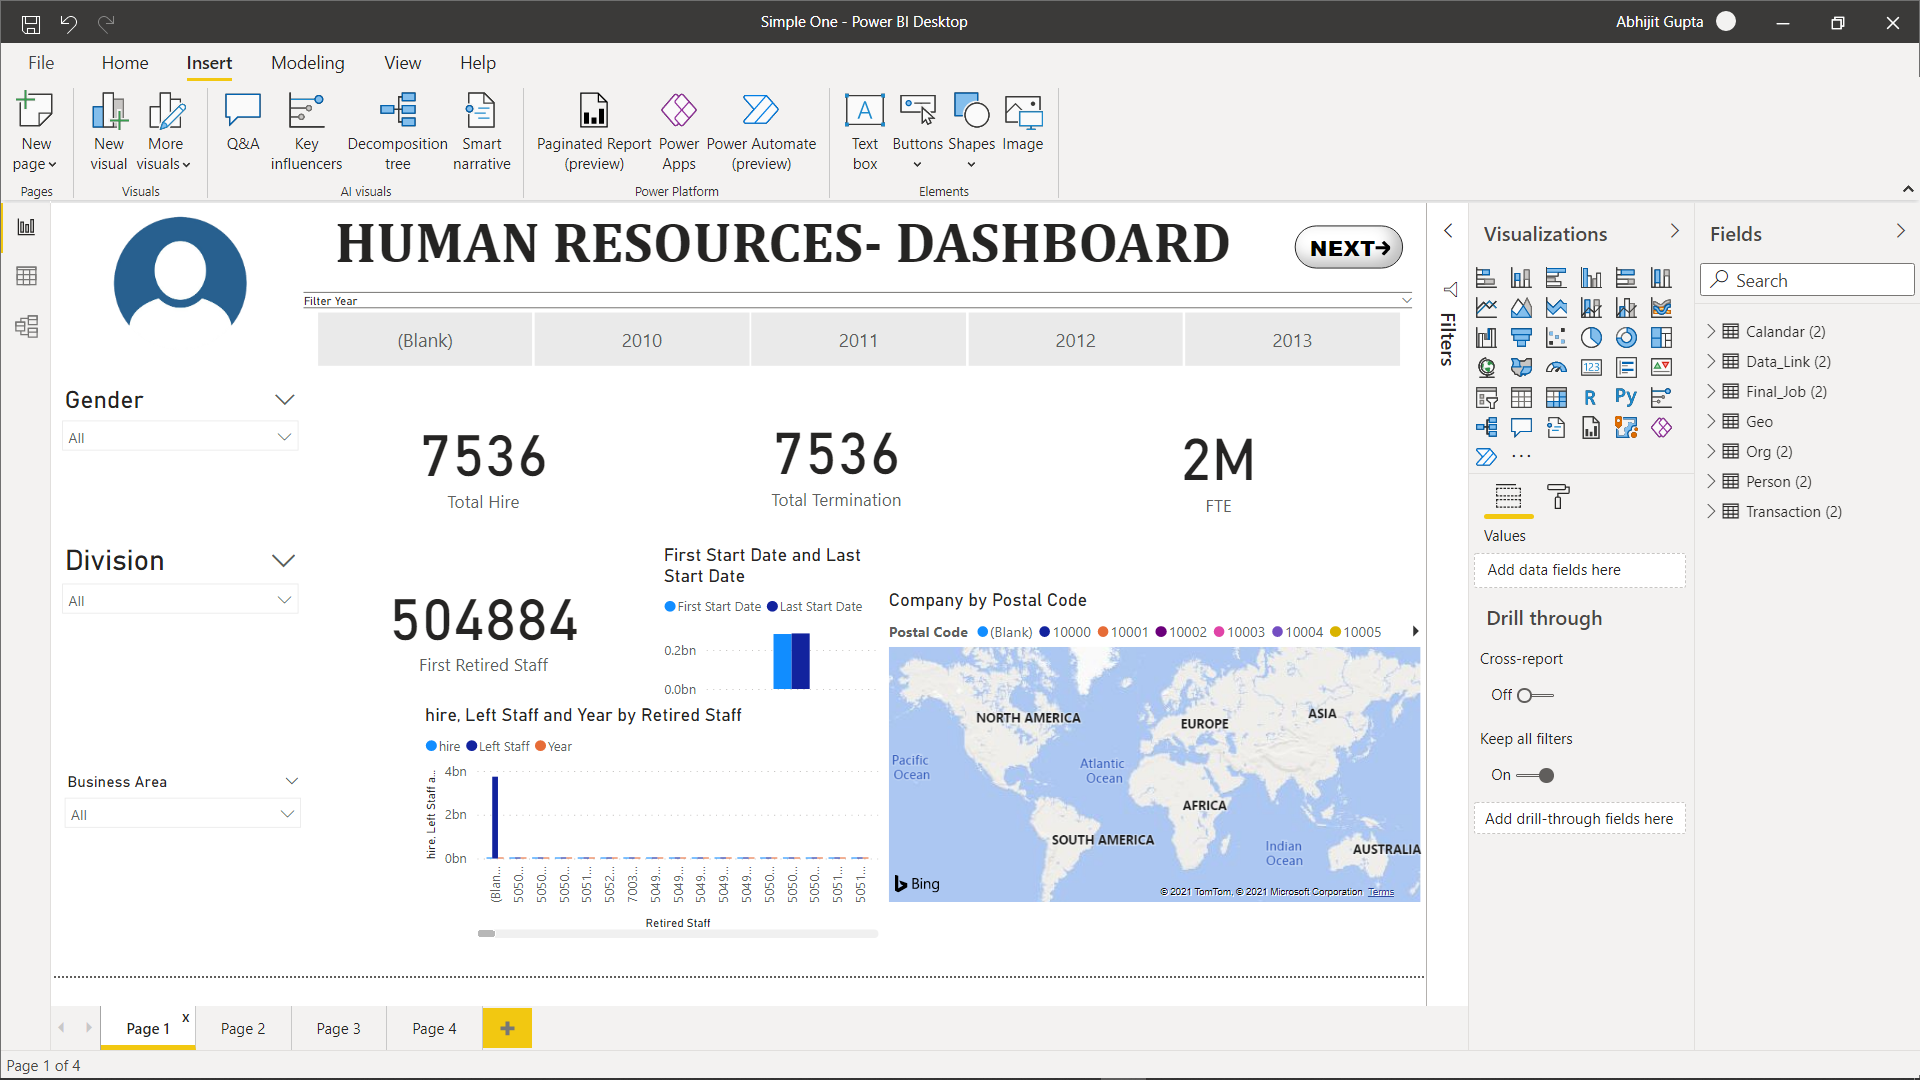 Simple One - Power BI Desktop
Abhijit Gupta
File Home Insert Modeling View Help
New page
New visual
More visuals
Q&A
Key influencers
Decomposition tree
Smart narrative
Paginated Report (preview)
Power Apps
Power Automate (preview)
Text box
Buttons
Shapes
Image
Pages Visuals AI visuals Power Platform Elements
HUMAN RESOURCES- DASHBOARD
NEXT→
Filter Year
(Blank) 2010 2011 2012 2013
Gender
All
7536
Total Hire
7536
Total Termination
2M
FTE
Division
All
504884
First Retired Staff
First Start Date and Last
Start Date
First Start Date Last Start Date
0.2bn
0.0bn
Company by Postal Code
Postal Code (Blank) 10000 10001 10002 10003 10004 10005
NORTH AMERICA
EUROPE
ASIA
Pacific
Ocean
Atlantic
Ocean
AFRICA
SOUTH AMERICA
Indian
Ocean
AUSTRALIA
Bing
© 2021 TomTom, © 2021 Microsoft Corporation Terms
Business Area
All
hire, Left Staff and Year by Retired Staff
hire Left Staff Year
hire, Left Staff a...
4bn
2bn
0bn
(Blan... 5050... 5050... 5050... 5051... 5052... 7003... 5049... 5049... 5049... 5049... 5049... 5050... 5050... 5050... 5051... 5051...
Retired Staff
Filters
Visualizations
123
R Py
Values
Add data fields here
Drill through
Cross-report
Off
Keep all filters
On
Add drill-through fields here
Fields
Search
Calandar (2)
Data_Link (2)
Final_Job (2)
Geo
Org (2)
Person (2)
Transaction (2)
Page 1 x Page 2 Page 3 Page 4 +
Page 1 of 4